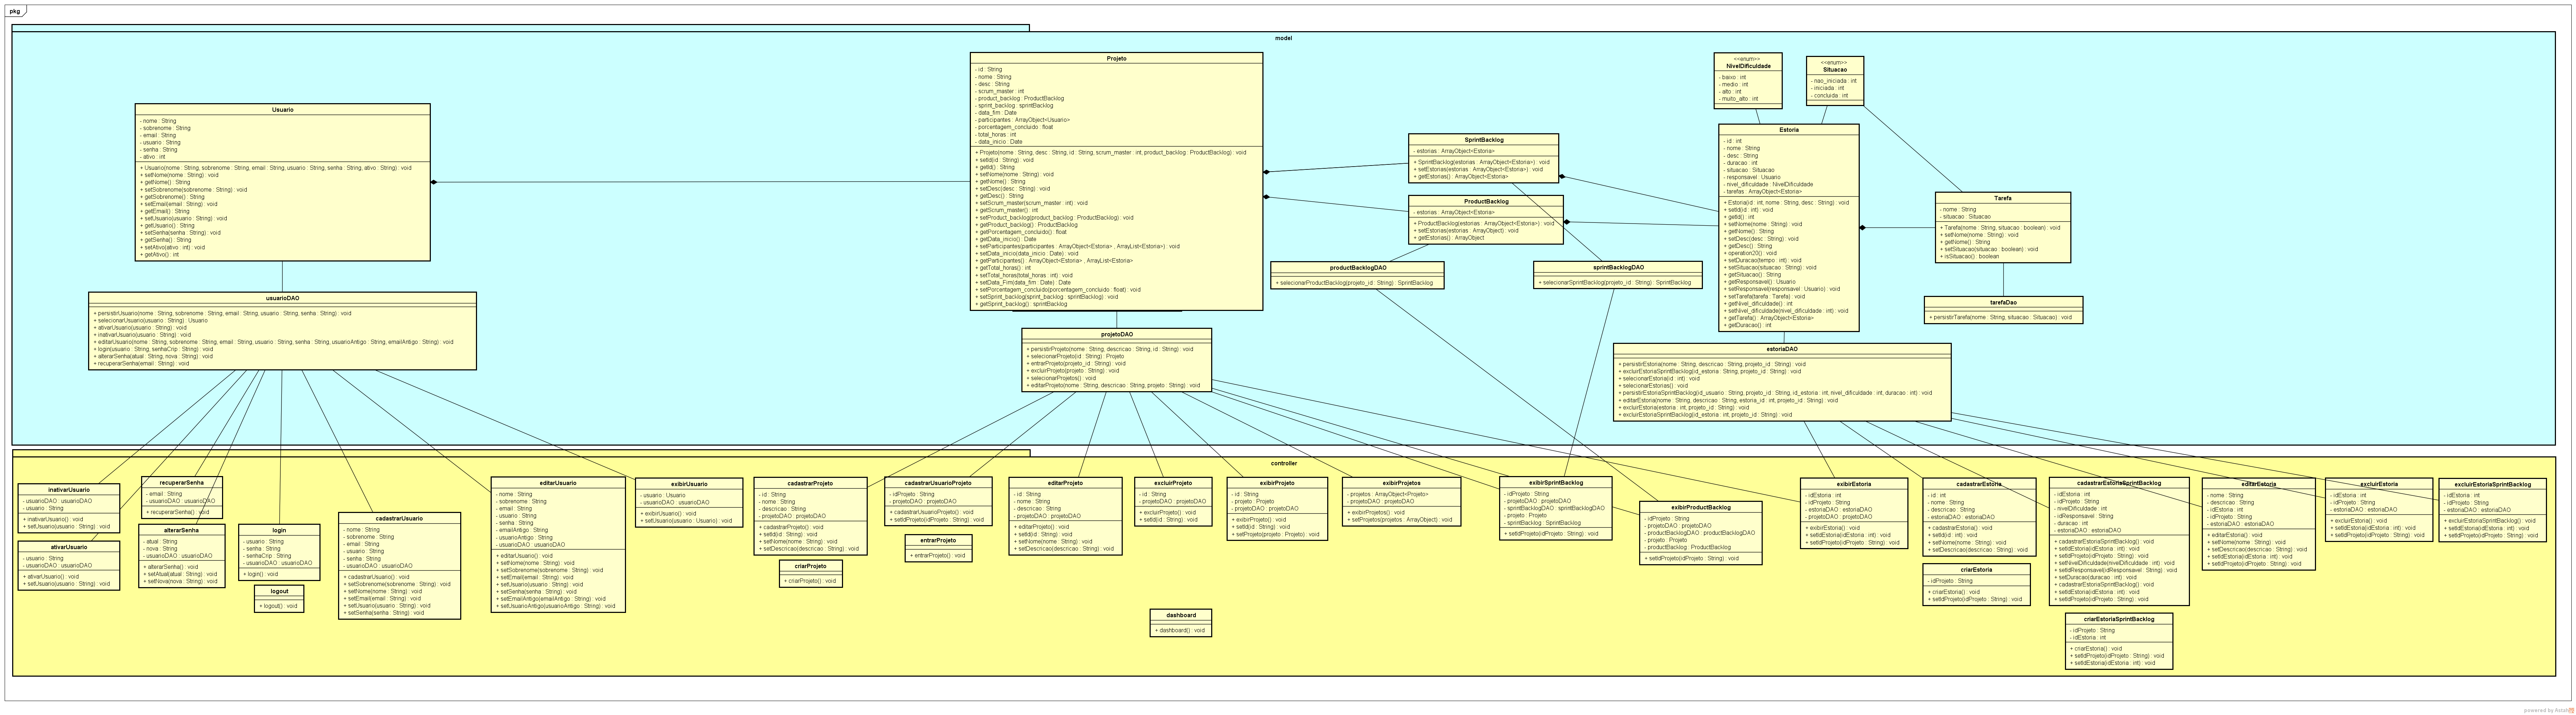 pkg
model
Usuario
- nome : String
- sobrenome : String
- email : String
- usuario : String
- senha : String
- ativo : int
+ Usuario(nome : String, sobrenome : String, email : String, usuario : String, senha : String, ativo : String) : void
+ setNome(nome : String) : void
+ getNome() : String
+ setSobrenome(sobrenome : String) : void
+ getSobrenome() : String
+ setEmail(email : String) : void
+ getEmail() : String
+ setUsuario(usuario : String) : void
+ getUsuario() : String
+ setSenha(senha : String) : void
+ getSenha() : String
+ setAtivo(ativo : int) : void
+ getAtivo() : int
usuarioDAO
+ persistirUsuario(nome : String, sobrenome : String, email : String, usuario : String, senha : String) : void
+ selecionarUsuario(usuario : String) : Usuario
+ ativarUsuario(usuario : String) : void
+ inativarUsuario(usuario : String) : void
+ editarUsuario(nome : String, sobrenome : String, email : String, usuario : String, senha : String, usuarioAntigo : String, emailAntigo : String) : void
+ login(usuario : String, senhaCrip : String) : void
+ alterarSenha(atual : String, nova : String) : void
+ recuperarSenha(email : String) : void
Projeto
- id : String
- nome : String
- desc : String
- scrum_master : int
- product_backlog : ProductBacklog
- sprint_backlog : sprintBacklog
- data_fim : Date
- participantes : ArrayObject<Usuario>
- porcentagem_concluido : float
- total_horas : int
- data_inicio : Date
+ Projeto(nome : String, desc : String, id : String, scrum_master : int, product_backlog : ProductBacklog) : void
+ setId(id : String) : void
+ getId() : String
+ setNome(nome : String) : void
+ getNome() : String
+ setDesc(desc : String) : void
+ getDesc() : String
+ setScrum_master(scrum_master : int) : void
+ getScrum_master() : int
+ setProduct_backlog(product_backlog : ProductBacklog) : void
+ getProduct_backlog() : ProductBacklog
+ getPorcentagem_concluido() : float
+ getData_inicio() : Date
+ setParticipantes(participantes : ArrayObject<Estoria> , ArrayList<Estoria>) : void
+ setData_inicio(data_inicio : Date) : void
+ getParticipantes() : ArrayObject<Estoria> , ArrayList<Estoria>
+ getTotal_horas() : int
+ setTotal_horas(total_horas : int) : void
+ setData_Fim(data_fim : Date) : Date
+ setPorcentagem_concluido(porcentagem_concluido : float) : void
+ setSprint_backlog(sprint_backlog : sprintBacklog) : void
+ getSprint_backlog() : sprintBacklog
projetoDAO
+ persistirProjeto(nome : String, descricao : String, id : String) : void
+ selecionarProjeto(id : String) : Projeto
+ entrarProjeto(projeto_id : String) : void
+ excluirProjeto(projeto : String) : void
+ selecionarProjetos() : void
+ editarProjeto(nome : String, descricao : String, projeto : String) : void
SprintBacklog
- estorias : ArrayObject<Estoria>
+ SprintBacklog(estorias : ArrayObject<Estoria>) : void
+ setEstorias(estorias : ArrayObject<Estoria>) : void
+ getEstorias() : ArrayObject<Estoria>
ProductBacklog
- estorias : ArrayObject<Estoria>
+ ProductBacklog(estorias : ArrayObject<Estoria>) : void
+ setEstorias(estorias : ArrayObject) : void
+ getEstorias() : ArrayObject
productBacklogDAO
+ selecionarProductBacklog(projeto_id : String) : SprintBacklog
sprintBacklogDAO
+ selecionarSprintBacklog(projeto_id : String) : SprintBacklog
<<enum>>
NivelDificuldade
- baixo : int
- medio : int
- alto : int
- muito_alto : int
<<enum>>
Situacao
- nao_iniciada : int
- iniciada : int
- concluida : int
Estoria
- id : int
- nome : String
- desc : String
- duracao : int
- situacao : Situacao
- responsavel : Usuario
- nivel_dificuldade : NivelDificuldade
- tarefas : ArrayObject<Estoria>
+ Estoria(id : int, nome : String, desc : String) : void
+ setId(id : int) : void
+ getId() : int
+ setNome(nome : String) : void
+ getNome() : String
+ setDesc(desc : String) : void
+ getDesc() : String
+ operation20() : void
+ setDuracao(tempo : int) : void
+ setSituacao(situacao : String) : void
+ getSituacao() : String
+ getResponsavel() : Usuario
+ setResponsavel(responsavel : Usuario) : void
+ setTarefa(tarefa : Tarefa) : void
+ getNivel_dificuldade() : int
+ setNivel_dificuldade(nivel_dificuldade : int) : void
+ getTarefa() : ArrayObject<Estoria>
+ getDuracao() : int
Tarefa
- nome : String
- situacao : Situacao
+ Tarefa(nome : String, situacao : boolean) : void
+ setNome(nome : String) : void
+ getNome() : String
+ setSituacao(situacao : boolean) : void
+ isSituacao() : boolean
tarefaDao
+ persistirTarefa(nome : String, situacao : Situacao) : void
estoriaDAO
+ persistirEstoria(nome : String, descricao : String, projeto_id : String) : void
+ excluirEstoriaSprintBacklog(id_estoria : String, projeto_id : String) : void
+ selecionarEstoria(id : int) : void
+ selecionarEstorias() : void
+ persistirEstoriaSprintBacklog(id_usuario : String, projeto_id : String, id_estoria : int, nivel_dificuldade : int, duracao : int) : void
+ editarEstoria(nome : String, descricao : String, estoria_id : int, projeto_id : String) : void
+ excluirEstoria(estoria : int, projeto_id : String) : void
+ excluirEstoriaSprintBacklog(id_estoria : int, projeto_id : String) : void
controller
inativarUsuario
- usuarioDAO : usuarioDAO
- usuario : String
+ inativarUsuario() : void
+ setUsuario(usuario : String) : void
ativarUsuario
- usuario : String
- usuarioDAO : usuarioDAO
+ ativarUsuario() : void
+ setUsuario(usuario : String) : void
recuperarSenha
- email : String
- usuarioDAO : usuarioDAO
+ recuperarSenha() : void
alterarSenha
- atual : String
- nova : String
- usuarioDAO : usuarioDAO
+ alterarSenha() : void
+ setAtual(atual : String) : void
+ setNova(nova : String) : void
login
- usuario : String
- senha : String
- senhaCrip : String
- usuarioDAO : usuarioDAO
+ login() : void
logout
+ logout() : void
cadastrarUsuario
- nome : String
- sobrenome : String
- email : String
- usuario : String
- senha : String
- usuarioDAO : usuarioDAO
+ cadastrarUsuario() : void
+ setSobrenome(sobrenome : String) : void
+ setNome(nome : String) : void
+ setEmail(email : String) : void
+ setUsuario(usuario : String) : void
+ setSenha(senha : String) : void
editarUsuario
- nome : String
- sobrenome : String
- email : String
- usuario : String
- senha : String
- emailAntigo : String
- usuarioAntigo : String
- usuarioDAO : usuarioDAO
+ editarUsuario() : void
+ setNome(nome : String) : void
+ setSobrenome(sobrenome : String) : void
+ setEmail(email : String) : void
+ setUsuario(usuario : String) : void
+ setSenha(senha : String) : void
+ setEmailAntigo(emailAntigo : String) : void
+ setUsuarioAntigo(usuarioAntigo : String) : void
exibirUsuario
- usuario : Usuario
- usuarioDAO : usuarioDAO
+ exibirUsuario() : void
+ setUsuario(usuario : Usuario) : void
cadastrarProjeto
- id : String
- nome : String
- descricao : String
- projetoDAO : projetoDAO
+ cadastrarProjeto() : void
+ setId(id : String) : void
+ setNome(nome : String) : void
+ setDescricao(descricao : String) : void
criarProjeto
+ criarProjeto() : void
cadastrarUsuarioProjeto
- idProjeto : String
- projetoDAO : projetoDAO
+ cadastrarUsuarioProjeto() : void
+ setIdProjeto(idProjeto : String) : void
entrarProjeto
+ entrarProjeto() : void
editarProjeto
- id : String
- nome : String
- descricao : String
- projetoDAO : projetoDAO
+ editarProjeto() : void
+ setId(id : String) : void
+ setNome(nome : String) : void
+ setDescricao(descricao : String) : void
excluirProjeto
- id : String
- projetoDAO : projetoDAO
+ excluirProjeto() : void
+ setId(id : String) : void
exibirProjeto
- id : String
- projeto : Projeto
- projetoDAO : projetoDAO
+ exibirProjeto() : void
+ setId(id : String) : void
+ setProjeto(projeto : Projeto) : void
exibirProjetos
- projetos : ArrayObject<Projeto>
- projetoDAO : projetoDAO
+ exibirProjetos() : void
+ setProjetos(projetos : ArrayObject) : void
exibirSprintBacklog
- idProjeto : String
- projetoDAO : projetoDAO
- sprintBacklogDAO : sprintBacklogDAO
- projeto : Projeto
- sprintBacklog : SprintBacklog
+ setIdProjeto(idProjeto : String) : void
exibirProductBacklog
- idProjeto : String
- projetoDAO : projetoDAO
- productBacklogDAO : productBacklogDAO
- projeto : Projeto
- productBacklog : ProductBacklog
+ setIdProjeto(idProjeto : String) : void
dashboard
+ dashboard() : void
exibirEstoria
- idEstoria : int
- idProjeto : String
- estoriaDAO : estoriaDAO
- projetoDAO : projetoDAO
+ exibirEstoria() : void
+ setIdEstoria(idEstoria : int) : void
+ setIdProjeto(idProjeto : String) : void
cadastrarEstoria
- id : int
- nome : String
- descricao : String
- estoriaDAO : estoriaDAO
+ cadastrarEstoria() : void
+ setId(id : int) : void
+ setNome(nome : String) : void
+ setDescricao(descricao : String) : void
criarEstoria
- idProjeto : String
+ criarEstoria() : void
+ setIdProjeto(idProjeto : String) : void
cadastrarEstoriaSprintBacklog
- idEstoria : int
- idProjeto : String
- nivelDificuldade : int
- idResponsavel : String
- duracao : int
- estoriaDAO : estoriaDAO
+ cadastrarEstoriaSprintBacklog() : void
+ setIdEstoria(idEstoria : int) : void
+ setIdProjeto(idProjeto : String) : void
+ setNivelDificuldade(nivelDificuldade : int) : void
+ setIdResponsavel(idResponsavel : String) : void
+ setDuracao(duracao : int) : void
+ cadastrarEstoriaSprintBacklog() : void
+ setIdEstoria(idEstoria : int) : void
+ setIdProjeto(idProjeto : String) : void
criarEstoriaSprintBacklog
- idProjeto : String
- idEstoria : int
+ criarEstoria() : void
+ setIdProjeto(idProjeto : String) : void
+ setIdEstoria(idEstoria : int) : void
editarEstoria
- nome : String
- descricao : String
- idEstoria : int
- idProjeto : String
- estoriaDAO : estoriaDAO
+ editarEstoria() : void
+ setNome(nome : String) : void
+ setDescricao(descricao : String) : void
+ setIdEstoria(idEstoria : int) : void
+ setIdProjeto(idProjeto : String) : void
excluirEstoria
- idEstoria : int
- idProjeto : String
- estoriaDAO : estoriaDAO
+ excluirEstoria() : void
+ setIdEstoria(idEstoria : int) : void
+ setIdProjeto(idProjeto : String) : void
excluirEstoriaSprintBacklog
- idEstoria : int
- idProjeto : String
- estoriaDAO : estoriaDAO
+ excluirEstoriaSprintBacklog() : void
+ setIdEstoria(idEstoria : int) : void
+ setIdProjeto(idProjeto : String) : void
powered by Astah